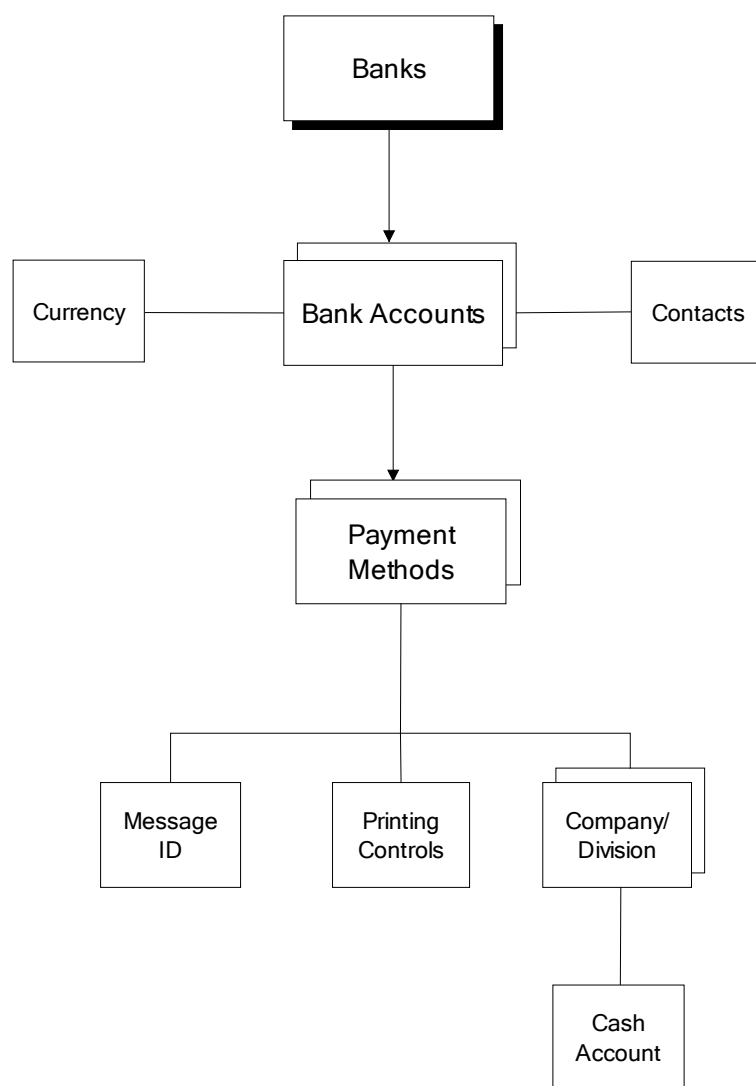 Banks
Currency
Bank Accounts
Contacts
Payment
Methods
Message
ID
Printing
Controls
Company/
Division
Cash
Account